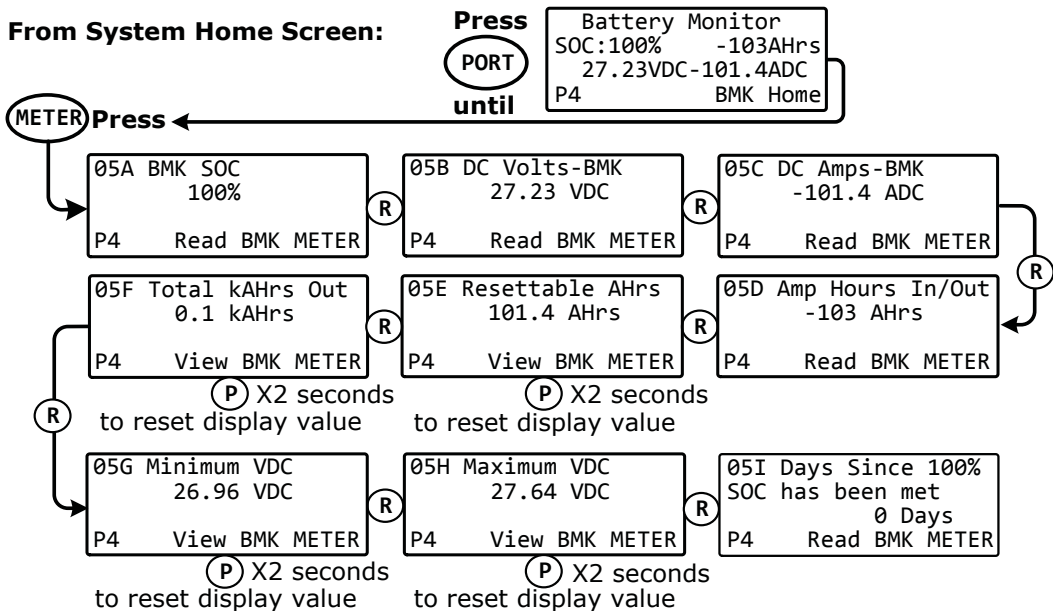 From System Home Screen:
Press
PORT
until
Battery Monitor
SOC:100% -103AHrs
27.23VDC-101.4ADC
P4 BMK Home
METER Press
05A BMK SOC
100%
P4 Read BMK METER
R
05B DC Volts-BMK
27.23 VDC
P4 Read BMK METER
R
05C DC Amps-BMK
-101.4 ADC
P4 Read BMK METER
R
05F Total kAHrs Out
0.1 kAHrs
P4 View BMK METER
P X2 seconds
to reset display value
R
05E Resettable AHrs
101.4 AHrs
P4 View BMK METER
P X2 seconds
to reset display value
R
05D Amp Hours In/Out
-103 AHrs
P4 Read BMK METER
R
05G Minimum VDC
26.96 VDC
P4 View BMK METER
P X2 seconds
to reset display value
R
05H Maximum VDC
27.64 VDC
P4 View BMK METER
P X2 seconds
to reset display value
R
05I Days Since 100%
SOC has been met
0 Days
P4 Read BMK METER